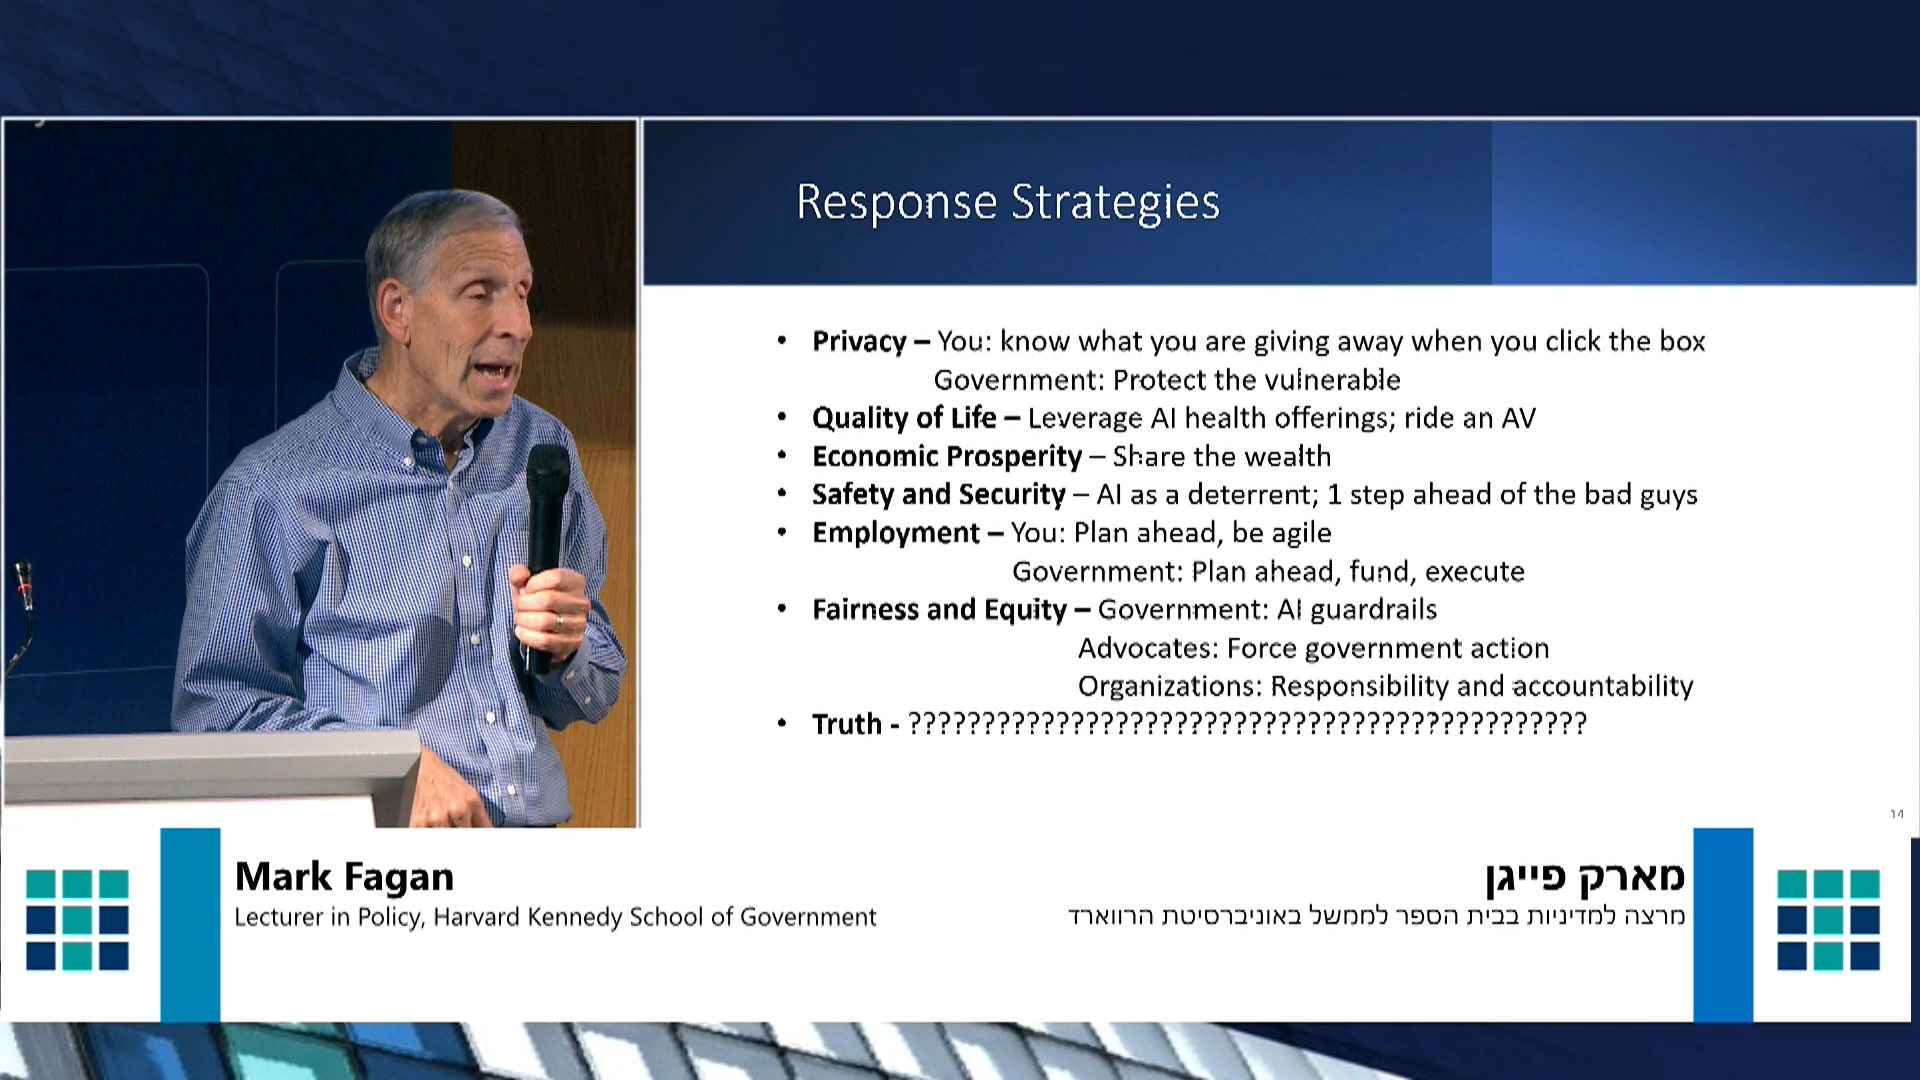 Response Strategies
• Privacy – You: know what you are giving away when you click the box
Government: Protect the vulnerable
• Quality of Life – Leverage AI health offerings; ride an AV
• Economic Prosperity – Share the wealth
• Safety and Security – AI as a deterrent; 1 step ahead of the bad guys
• Employment – You: Plan ahead, be agile
Government: Plan ahead, fund, execute
• Fairness and Equity – Government: AI guardrails
Advocates: Force government action
Organizations: Responsibility and accountability
• Truth - ??????????????????????????????????????????????
14
Mark Fagan
Lecturer in Policy, Harvard Kennedy School of Government
מארק פייגן
מרצה למדיניות בבית הספר לממשל באוניברסיטת הרווארד